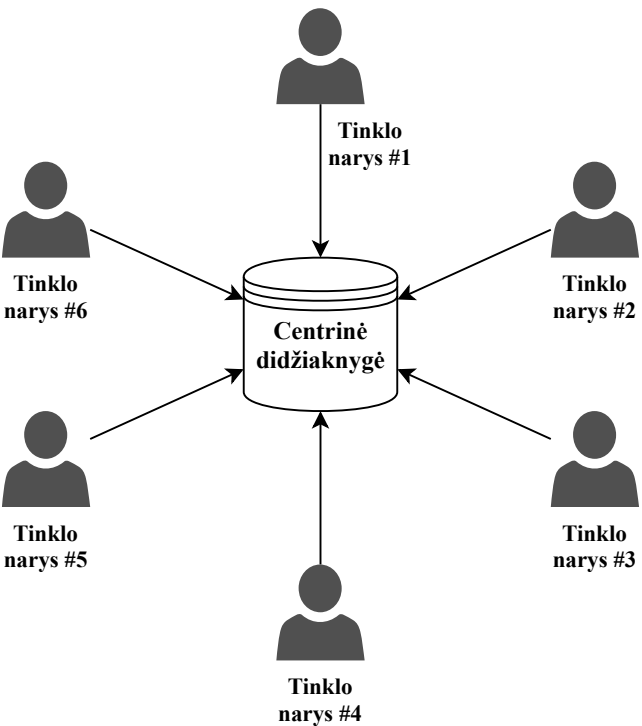 Tinklo
narys #1
Tinklo
narys #6
Tinklo
narys #2
Centrinė
didžiaknygė
Tinklo
narys #5
Tinklo
narys #3
Tinklo
narys #4